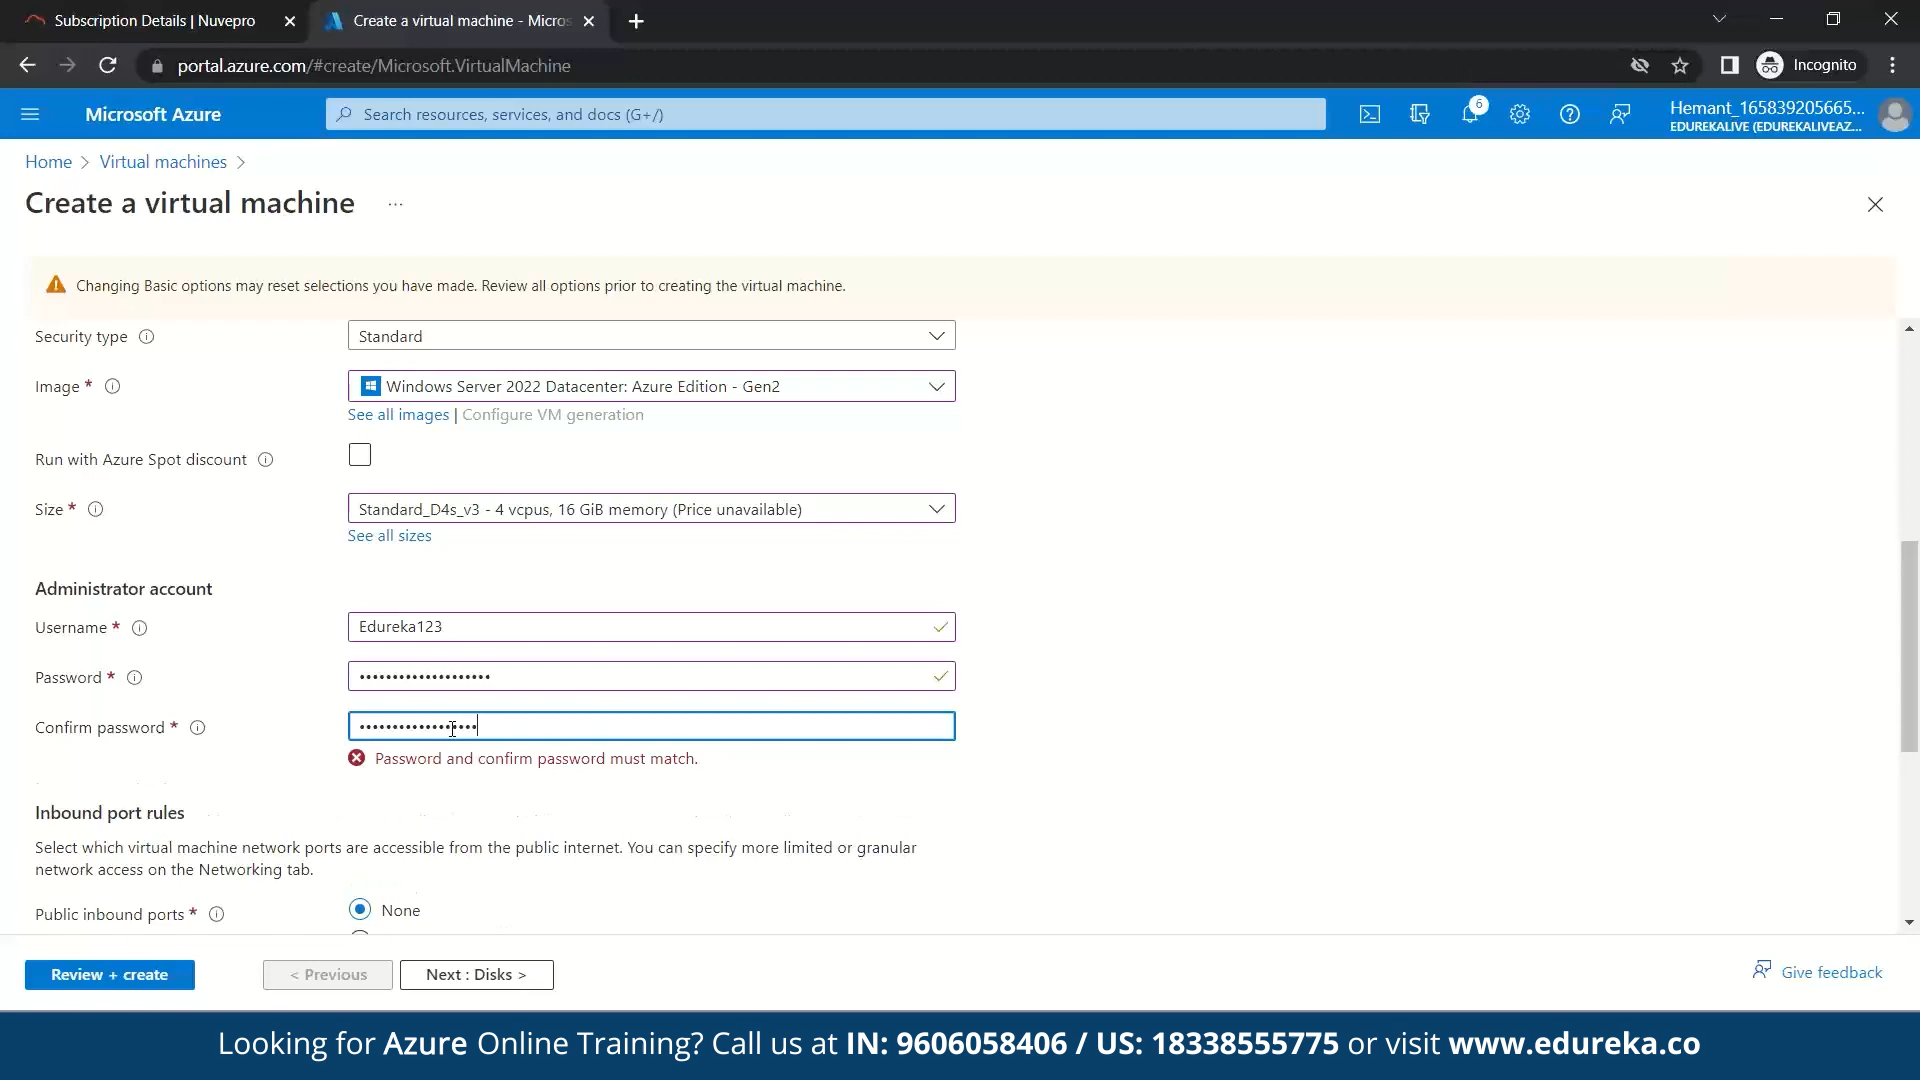 Subscription Details | Nuvepro
Create a virtual machine - Micros
portal.azure.com/#create/Microsoft.VirtualMachine
Incognito
Microsoft Azure
Search resources, services, and docs (G+/)
6
Hemant_165839205665...
EDUREKALIVE (EDUREKALIVEAZ...
Home > Virtual machines >
Create a virtual machine ...
Changing Basic options may reset selections you have made. Review all options prior to creating the virtual machine.
Security type
Standard
Image *
Windows Server 2022 Datacenter: Azure Edition - Gen2
See all images | Configure VM generation
Run with Azure Spot discount
Size *
Standard_D4s_v3 - 4 vcpus, 16 GiB memory (Price unavailable)
See all sizes
Administrator account
Username *
Edureka123
Password *
••••••••••••••••••••
Confirm password *
••••••••••••••••••
Password and confirm password must match.
Inbound port rules
Select which virtual machine network ports are accessible from the public internet. You can specify more limited or granular
network access on the Networking tab.
Public inbound ports *
None
Review + create
< Previous
Next : Disks >
Give feedback
Looking for Azure Online Training? Call us at IN: 9606058406 / US: 18338555775 or visit www.edureka.co